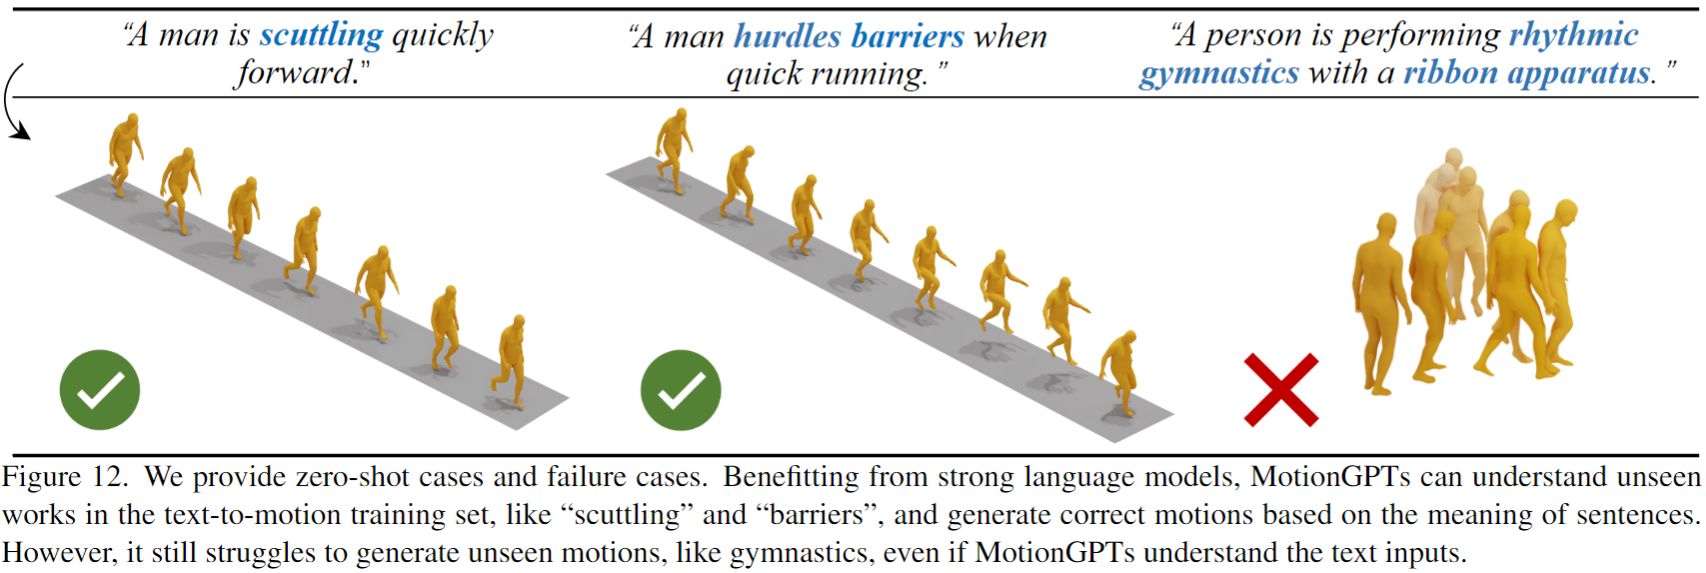 “A man is scuttling quickly
forward.”
“A man hurdles barriers when
quick running. ”
“A person is performing rhythmic
gymnastics with a ribbon apparatus. ”
Figure 12. We provide zero-shot cases and failure cases. Benefitting from strong language models, MotionGPTs can understand unseen
works in the text-to-motion training set, like “scuttling” and “barriers”, and generate correct motions based on the meaning of sentences.
However, it still struggles to generate unseen motions, like gymnastics, even if MotionGPTs understand the text inputs.